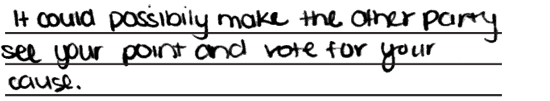 It could possibily make the other party
see your point and vote for your
cause.